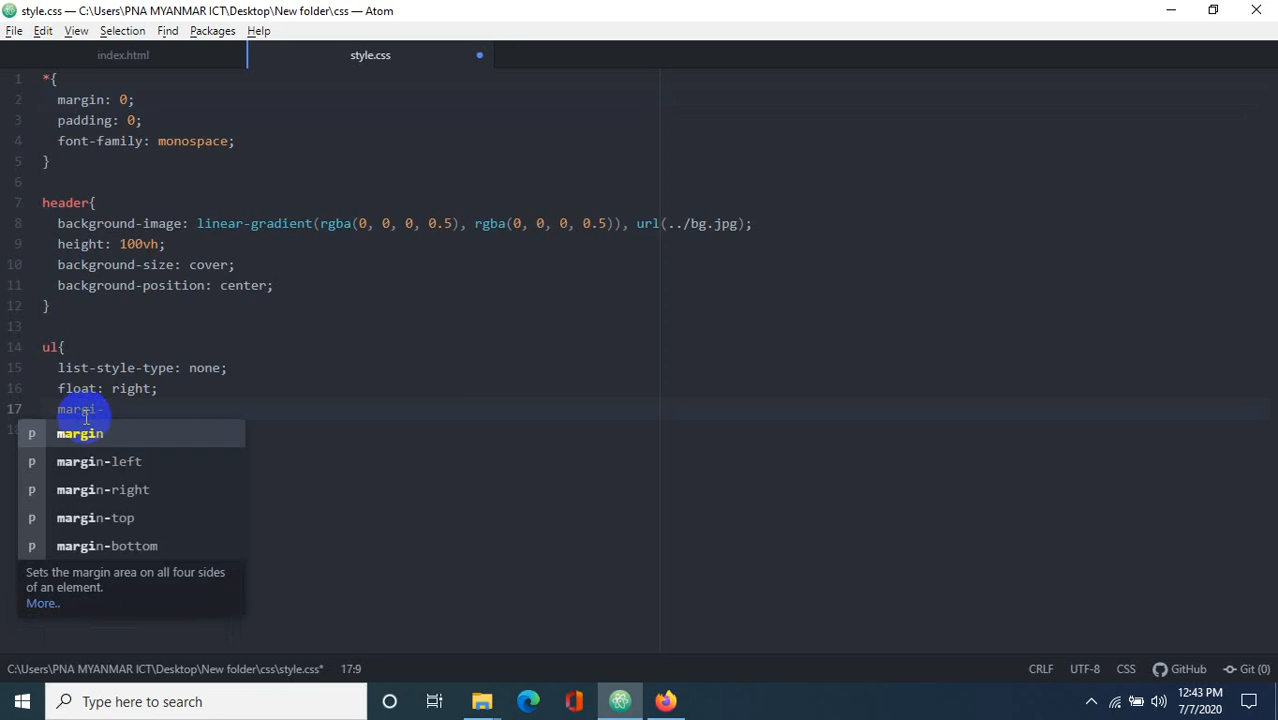 style.css — C:\Users\PNA MYANMAR ICT\Desktop\New folder\css — Atom
File Edit View Selection Find Packages Help
index.html style.css
1 *{
2 margin: 0;
3 padding: 0;
4 font-family: monospace;
5 }
6
7 header{
8 background-image: linear-gradient(rgba(0, 0, 0, 0.5), rgba(0, 0, 0, 0.5)), url(../bg.jpg);
9 height: 100vh;
10 background-size: cover;
11 background-position: center;
12 }
13
14 ul{
15 list-style-type: none;
16 float: right;
17 margi-
p margin
p margin-left
p margin-right
p margin-top
p margin-bottom
Sets the margin area on all four sides
of an element.
More..
C:\Users\PNA MYANMAR ICT\Desktop\New folder\css\style.css* 17:9 CRLF UTF-8 CSS GitHub Git (0)
Type here to search 12:43 PM
7/7/2020